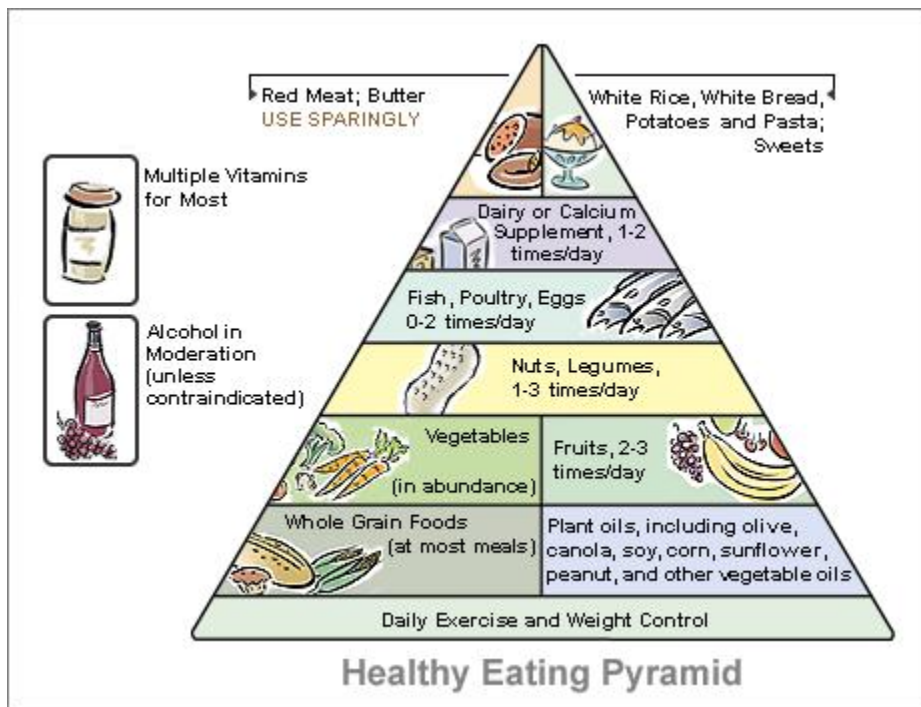 Red Meat; Butter
USE SPARINGLY
White Rice, White Bread,
Potatoes and Pasta;
Sweets
Multiple Vitamins
for Most
Dairy or Calcium
Supplement, 1-2
times/day
Fish, Poultry, Eggs
0-2 times/day
Alcohol in
Moderation
(unless
contraindicated)
Nuts, Legumes,
1-3 times/day
Vegetables
(in abundance)
Fruits, 2-3
times/day
Whole Grain Foods
(at most meals)
Plant oils, including olive,
canola, soy, corn, sunflower,
peanut, and other vegetable oils
Daily Exercise and Weight Control
Healthy Eating Pyramid